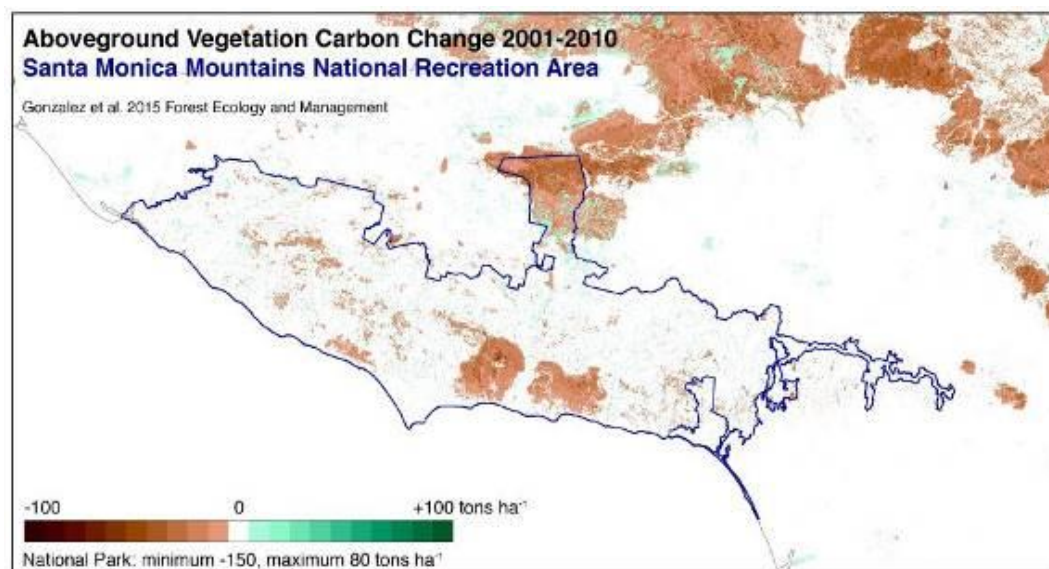 Aboveground Vegetation Carbon Change 2001-2010
Santa Monica Mountains National Recreation Area
Gonzalez et al. 2015 Forest Ecology and Management
-100 0 +100 tons ha⁻¹
National Park: minimum -150, maximum 80 tons ha⁻¹